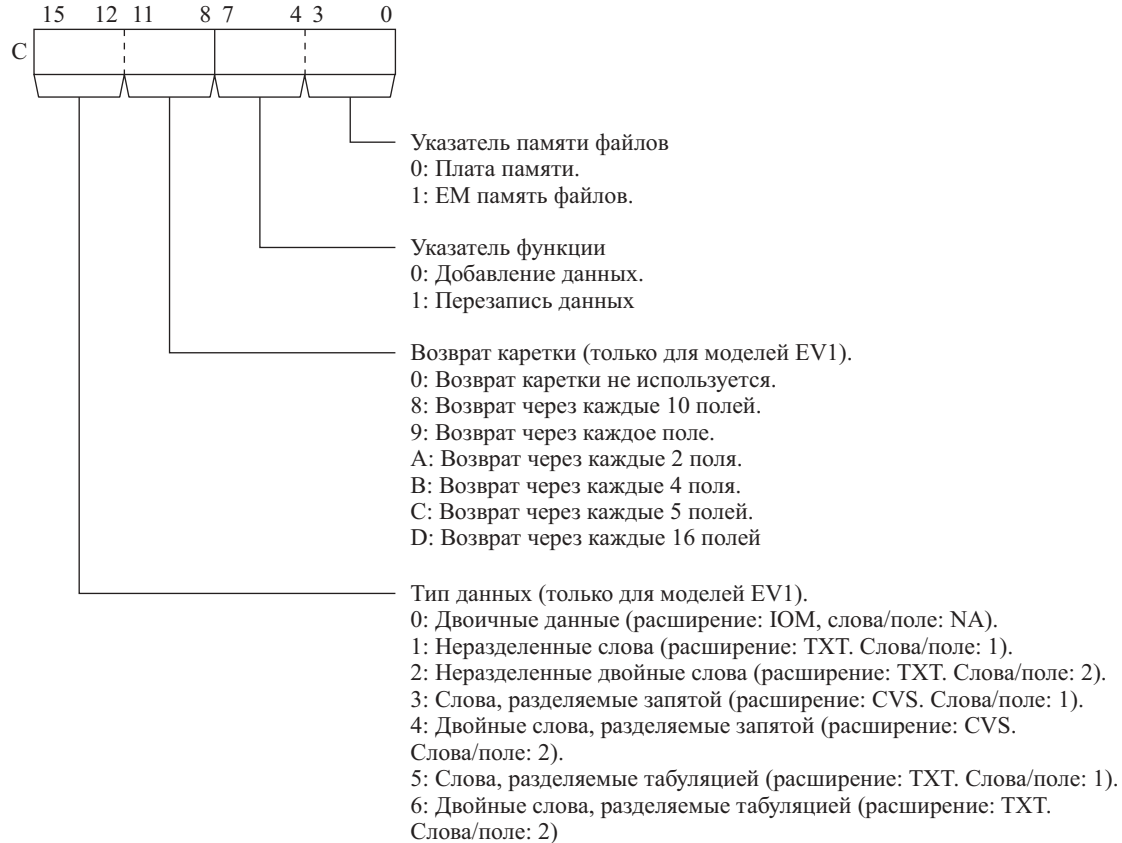 15 12 11 8 7 4 3 0
C
Указатель памяти файлов
0: Плата памяти.
1: EM память файлов.
Указатель функции
0: Добавление данных.
1: Перезапись данных
Возврат каретки (только для моделей EV1).
0: Возврат каретки не используется.
8: Возврат через каждые 10 полей.
9: Возврат через каждое поле.
A: Возврат через каждые 2 поля.
B: Возврат через каждые 4 поля.
C: Возврат через каждые 5 полей.
D: Возврат через каждые 16 полей
Тип данных (только для моделей EV1).
0: Двоичные данные (расширение: IOM, слова/поле: NA).
1: Неразделенные слова (расширение: TXT. Слова/поле: 1).
2: Неразделенные двойные слова (расширение: TXT. Слова/поле: 2).
3: Слова, разделяемые запятой (расширение: CVS. Слова/поле: 1).
4: Двойные слова, разделяемые запятой (расширение: CVS.
Слова/поле: 2).
5: Слова, разделяемые табуляцией (расширение: TXT. Слова/поле: 1).
6: Двойные слова, разделяемые табуляцией (расширение: TXT.
Слова/поле: 2)